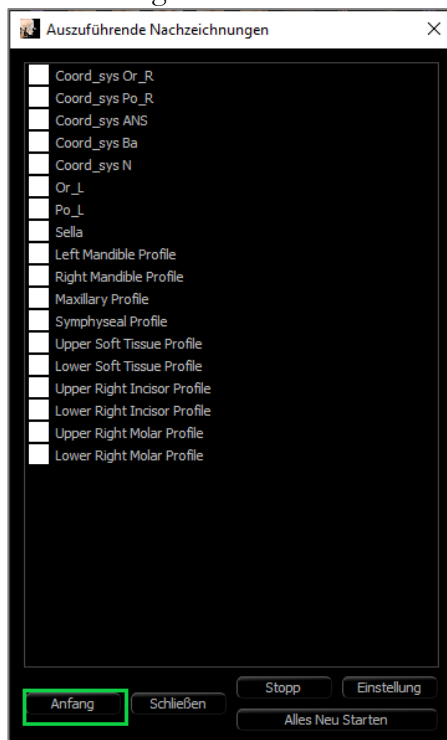 Auszuführende Nachzeichnungen
Coord_sys Or_R
Coord_sys Po_R
Coord_sys ANS
Coord_sys Ba
Coord_sys N
Or_L
Po_L
Sella
Left Mandible Profile
Right Mandible Profile
Maxillary Profile
Symphyseal Profile
Upper Soft Tissue Profile
Lower Soft Tissue Profile
Upper Right Incisor Profile
Lower Right Incisor Profile
Upper Right Molar Profile
Lower Right Molar Profile
Stopp Einstellung
Anfang Schließen
Alles Neu Starten